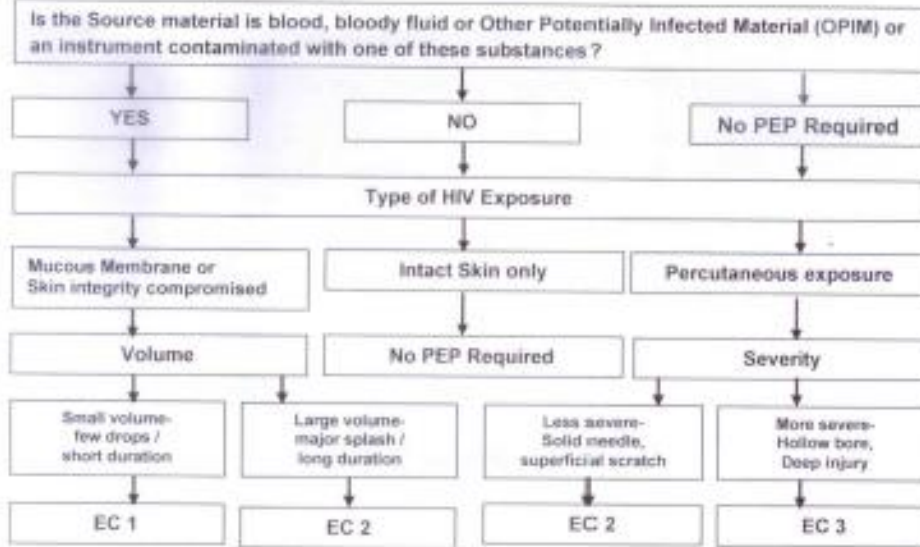 Is the Source material is blood, bloody fluid or Other Potentially Infected Material (OPIM) or
an instrument contaminated with one of these substances ?
YES
NO
No PEP Required
Type of HIV Exposure
Mucous Membrane or
Skin integrity compromised
Intact Skin only
Percutaneous exposure
Volume
No PEP Required
Severity
Small volume-
few drops /
short duration
Large volume-
major splash /
long duration
Less severe-
Solid needle,
superficial scratch
More severe-
Hollow bore,
Deep injury
EC 1
EC 2
EC 2
EC 3